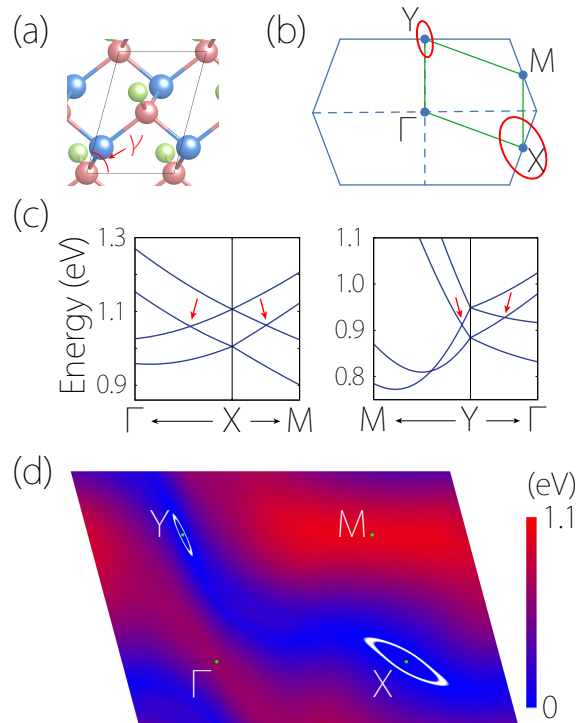 (a)
γ
(b)
Y
M
Γ
X
(c)
Energy (eV)
1.3
1.1
0.9
Γ X M
1.1
1.0
0.9
0.8
M Y Γ
(d)
Y
M
Γ
X
(eV)
1.1
0